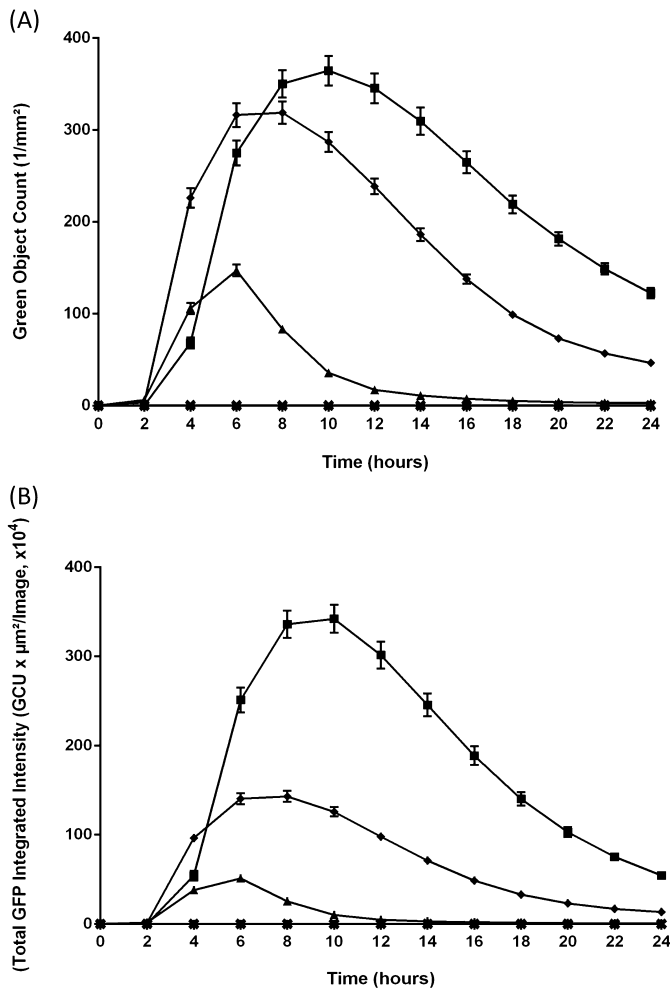 (A)
400
300
200
100
0
Green Object Count (1/mm²)
0 2 4 6 8 10 12 14 16 18 20 22 24
Time (hours)
(B)
400
300
200
100
0
(Total GFP Integrated Intensity (GCU x µm²/Image, x10⁴)
0 2 4 6 8 10 12 14 16 18 20 22 24
Time (hours)